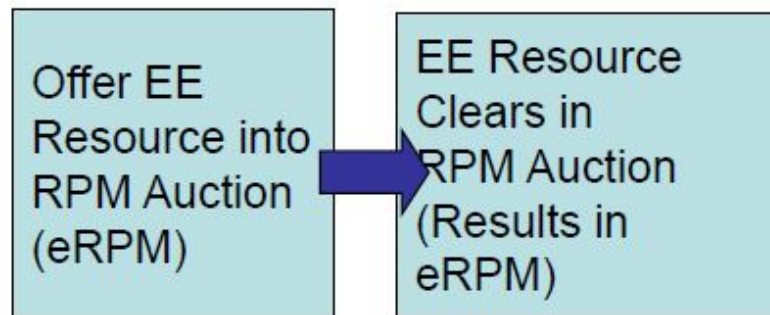 Offer EE
Resource into
RPM Auction
(eRPM)
EE Resource
Clears in
RPM Auction
(Results in
eRPM)